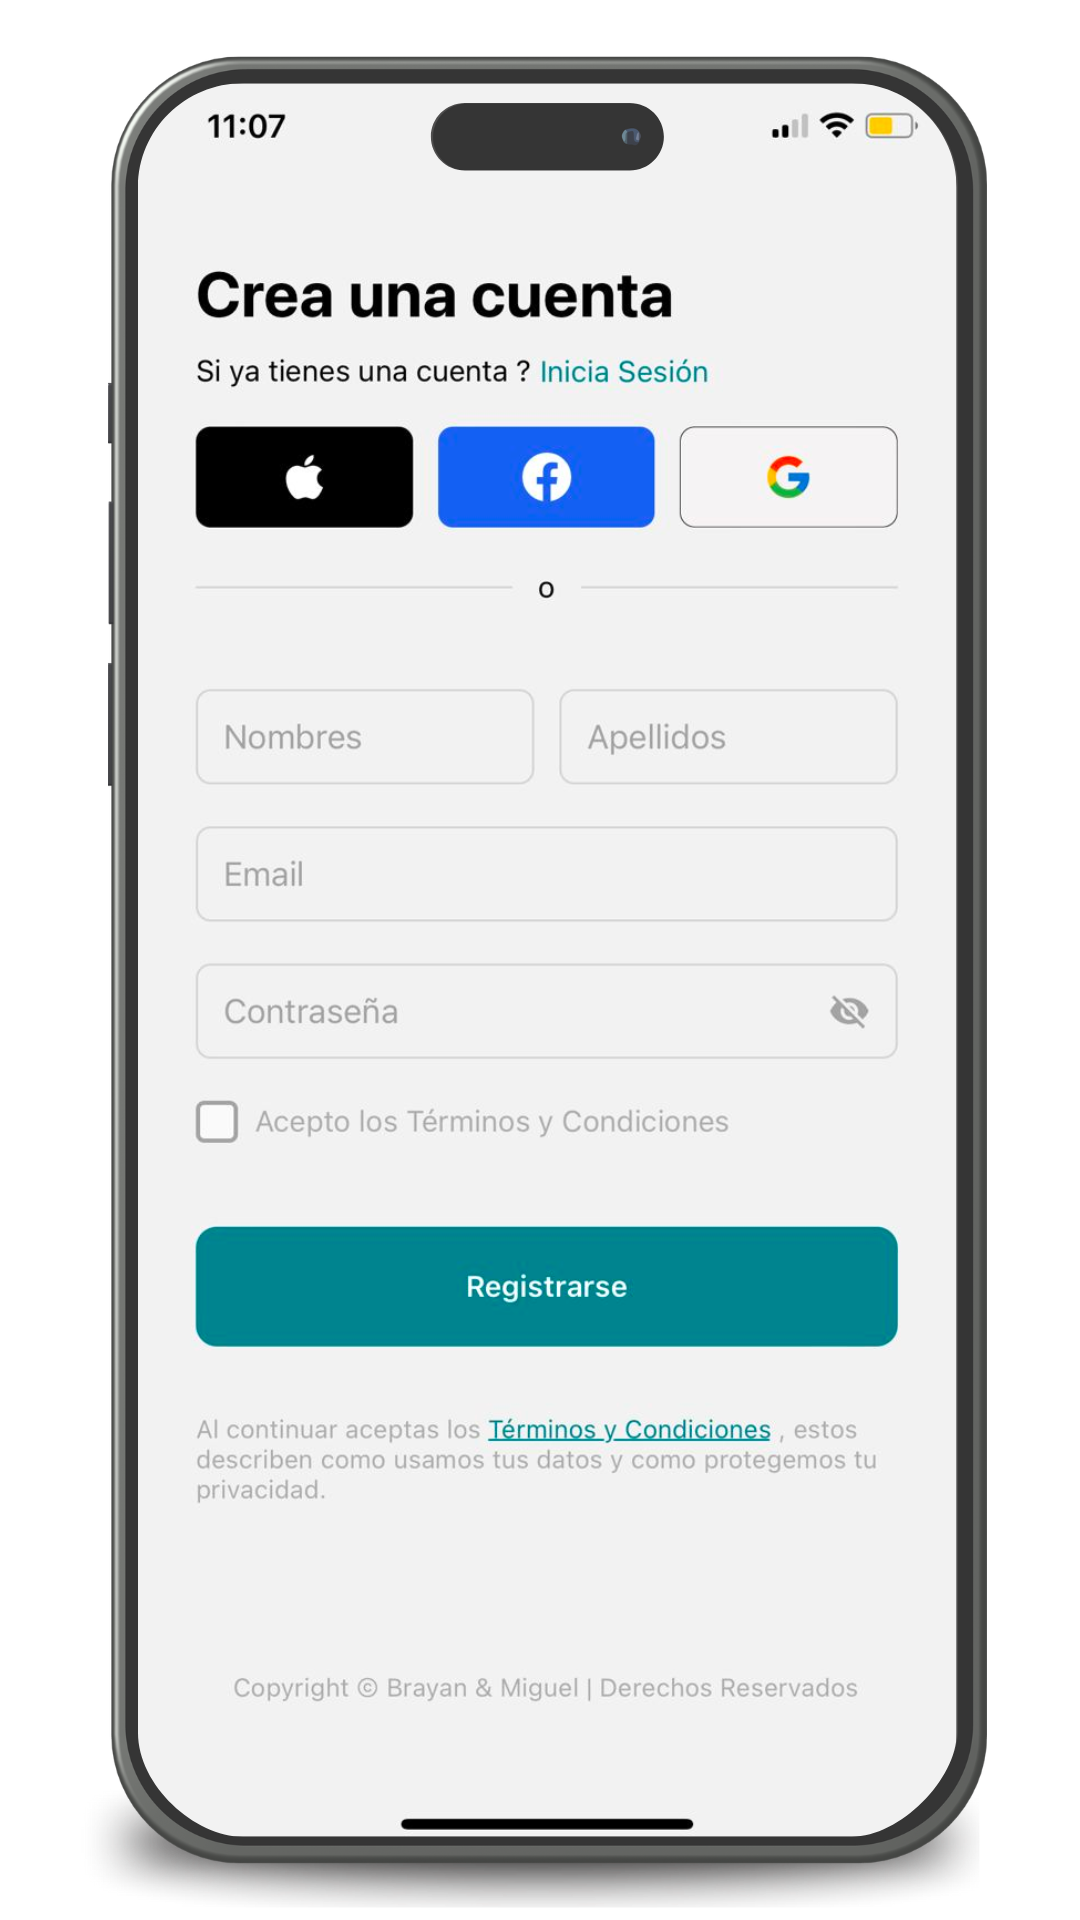 11:07
Crea una cuenta
Si ya tienes una cuenta ? Inicia Sesión
o
Nombres Apellidos
Email
Contraseña
Acepto los Términos y Condiciones
Registrarse
Al continuar aceptas los Términos y Condiciones , estos
describen como usamos tus datos y como protegemos tu
privacidad.
Copyright © Brayan & Miguel | Derechos Reservados